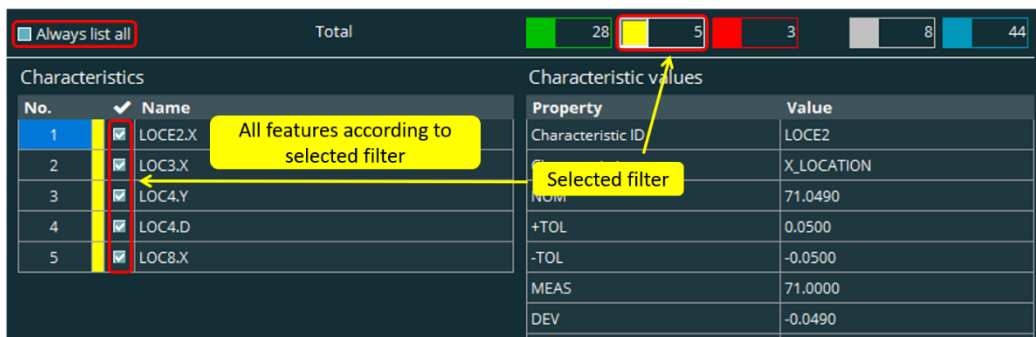 Always list all
Total
28
5
3
8
44
Characteristics
No. Name
1 LOCE2.X
2 LOC3.X
3 LOC4.Y
4 LOC4.D
5 LOC8.X
All features according to
selected filter
Characteristic values
Property Value
Characteristic ID LOCE2
X_LOCATION
Selected filter
NOM 71.0490
+TOL 0.0500
-TOL -0.0500
MEAS 71.0000
DEV -0.0490